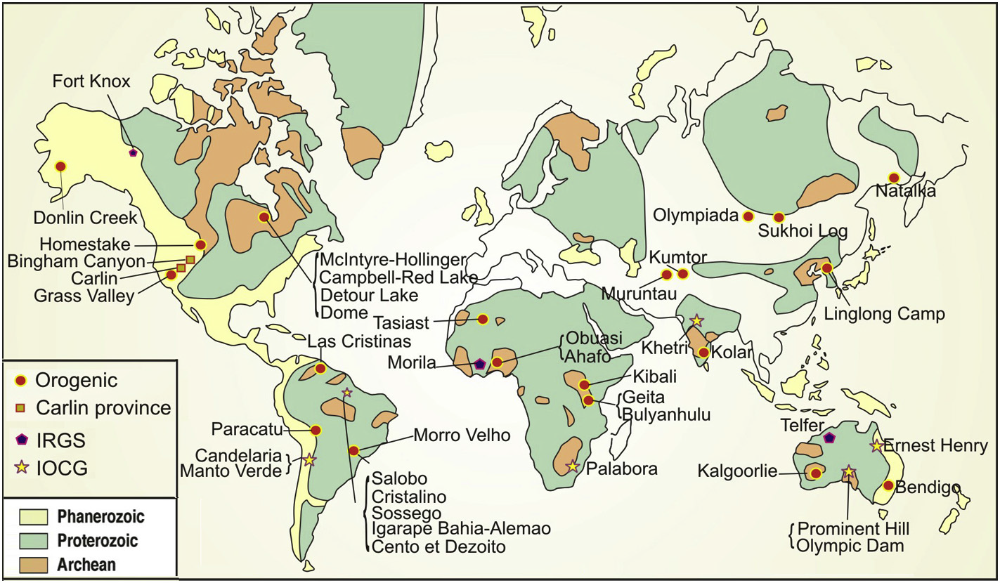 Fort Knox
Donlin Creek
Homestake
Bingham Canyon
Carlin
Grass Valley
McIntyre-Hollinger
Campbell-Red Lake
Detour Lake
Dome
Natalka
Olympiada
Sukhoi Log
Kumtor
Muruntau
Linglong Camp
Tasiast
Las Cristinas
Obuasi
Ahafo
Morila
Khetri
Kolar
Kibali
Geita
Bulyanhulu
Paracatu
Morro Velho
Candelaria
Manto Verde
Palabora
Telfer
Ernest Henry
Kalgoorlie
Bendigo
Salobo
Cristalino
Sossego
Igarape Bahia-Alemao
Cento et Dezoito
Prominent Hill
Olympic Dam
Orogenic
Carlin province
IRGS
IOCG
Phanerozoic
Proterozoic
Archean